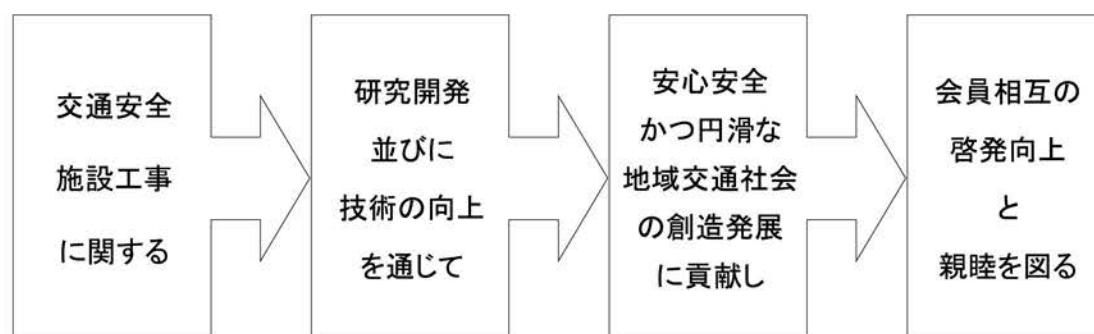 交通安全
施設工事
に関する
研究開発
並びに
技術の向上
を通じて
安心安全
かつ円滑な
地域交通社会
の創造発展
に貢献し
会員相互の
啓発向上
と
親睦を図る